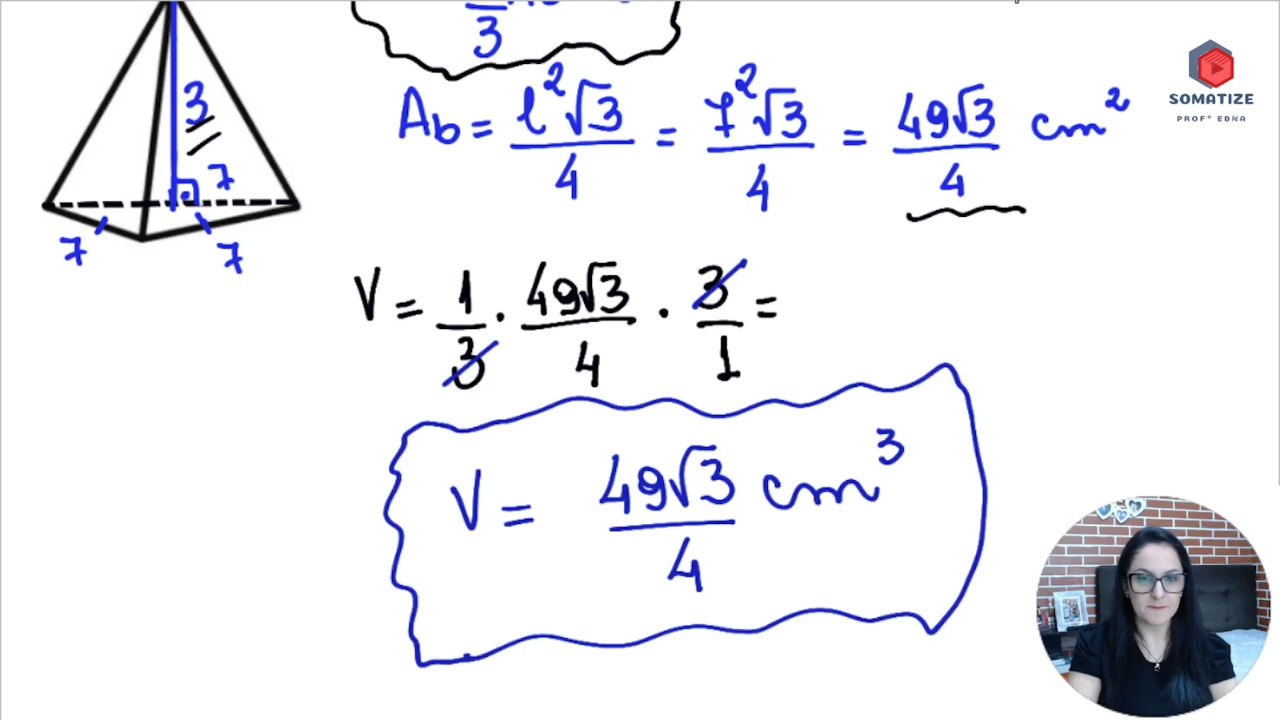 3
3
7
7
7
Ab = l²√3/4 = 7²√3/4 = 49√3/4 cm²
V = 1/3 . 49√3/4 . 3/1 =
V = 49√3/4 cm³
SOMATIZE
PROFª EDNA